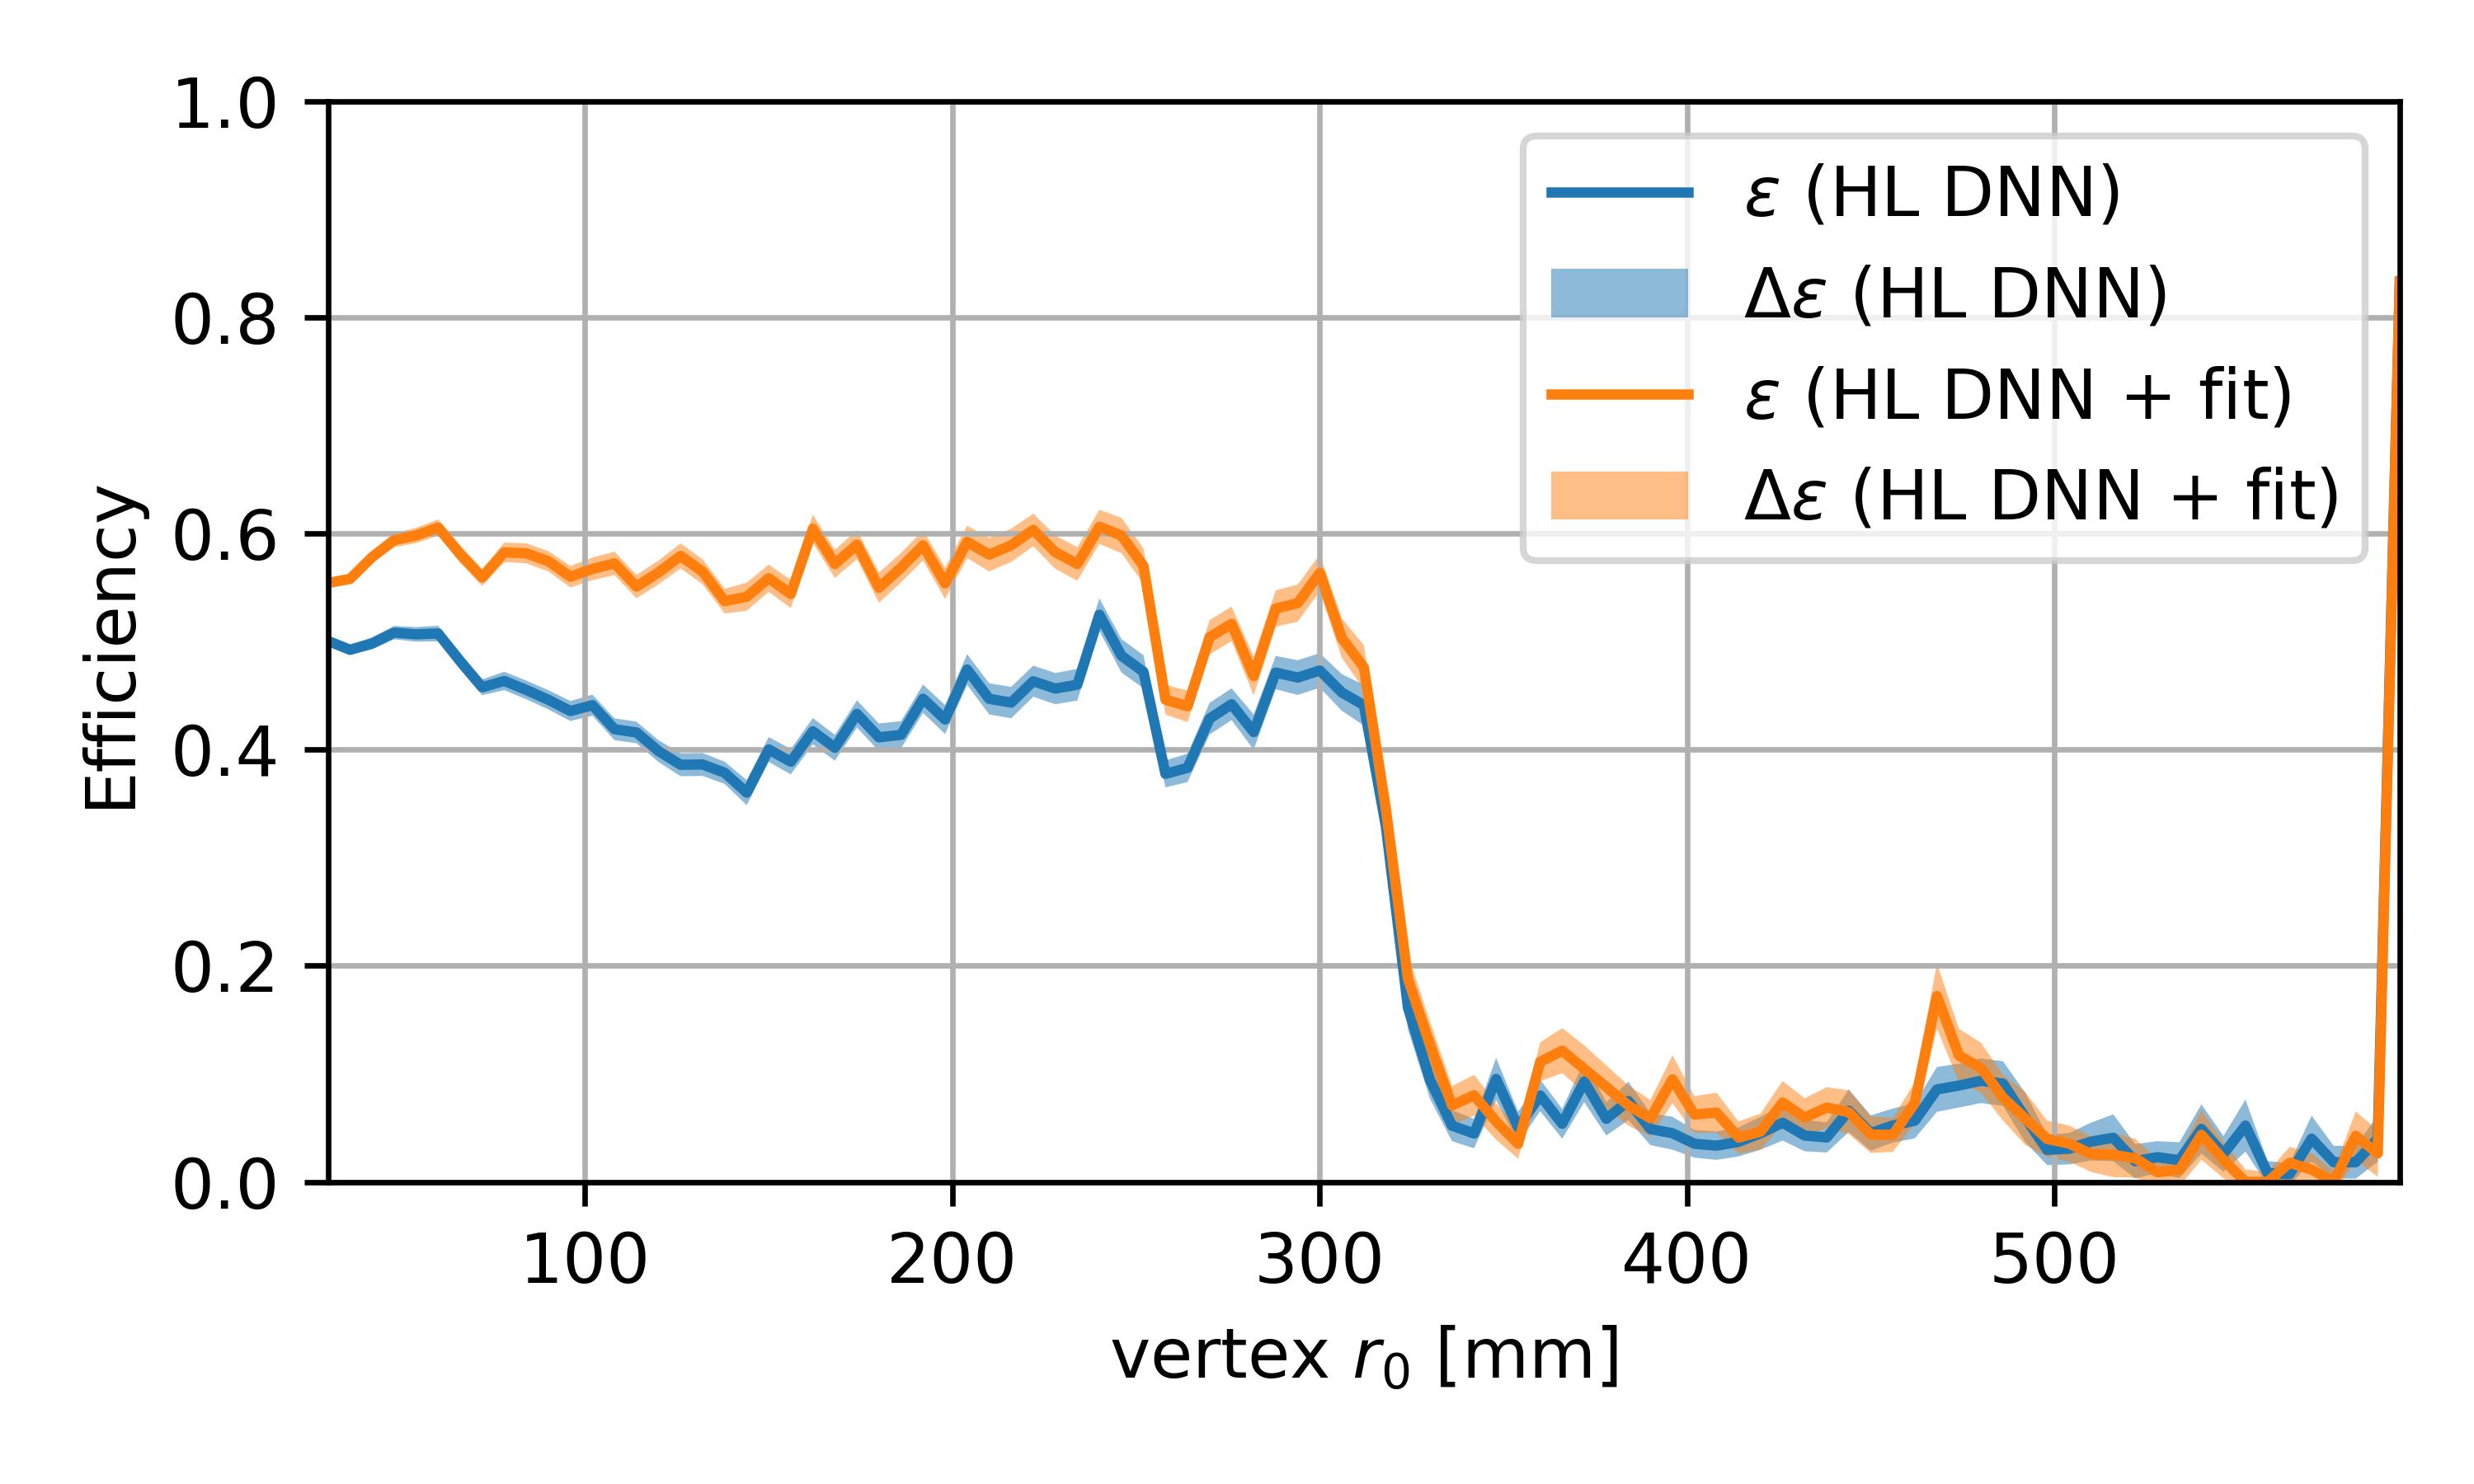 1.0
0.8
0.6
0.4
0.2
0.0
Efficiency
ε (HL DNN)
Δε (HL DNN)
ε (HL DNN + fit)
Δε (HL DNN + fit)
100 200 300 400 500
vertex r₀ [mm]